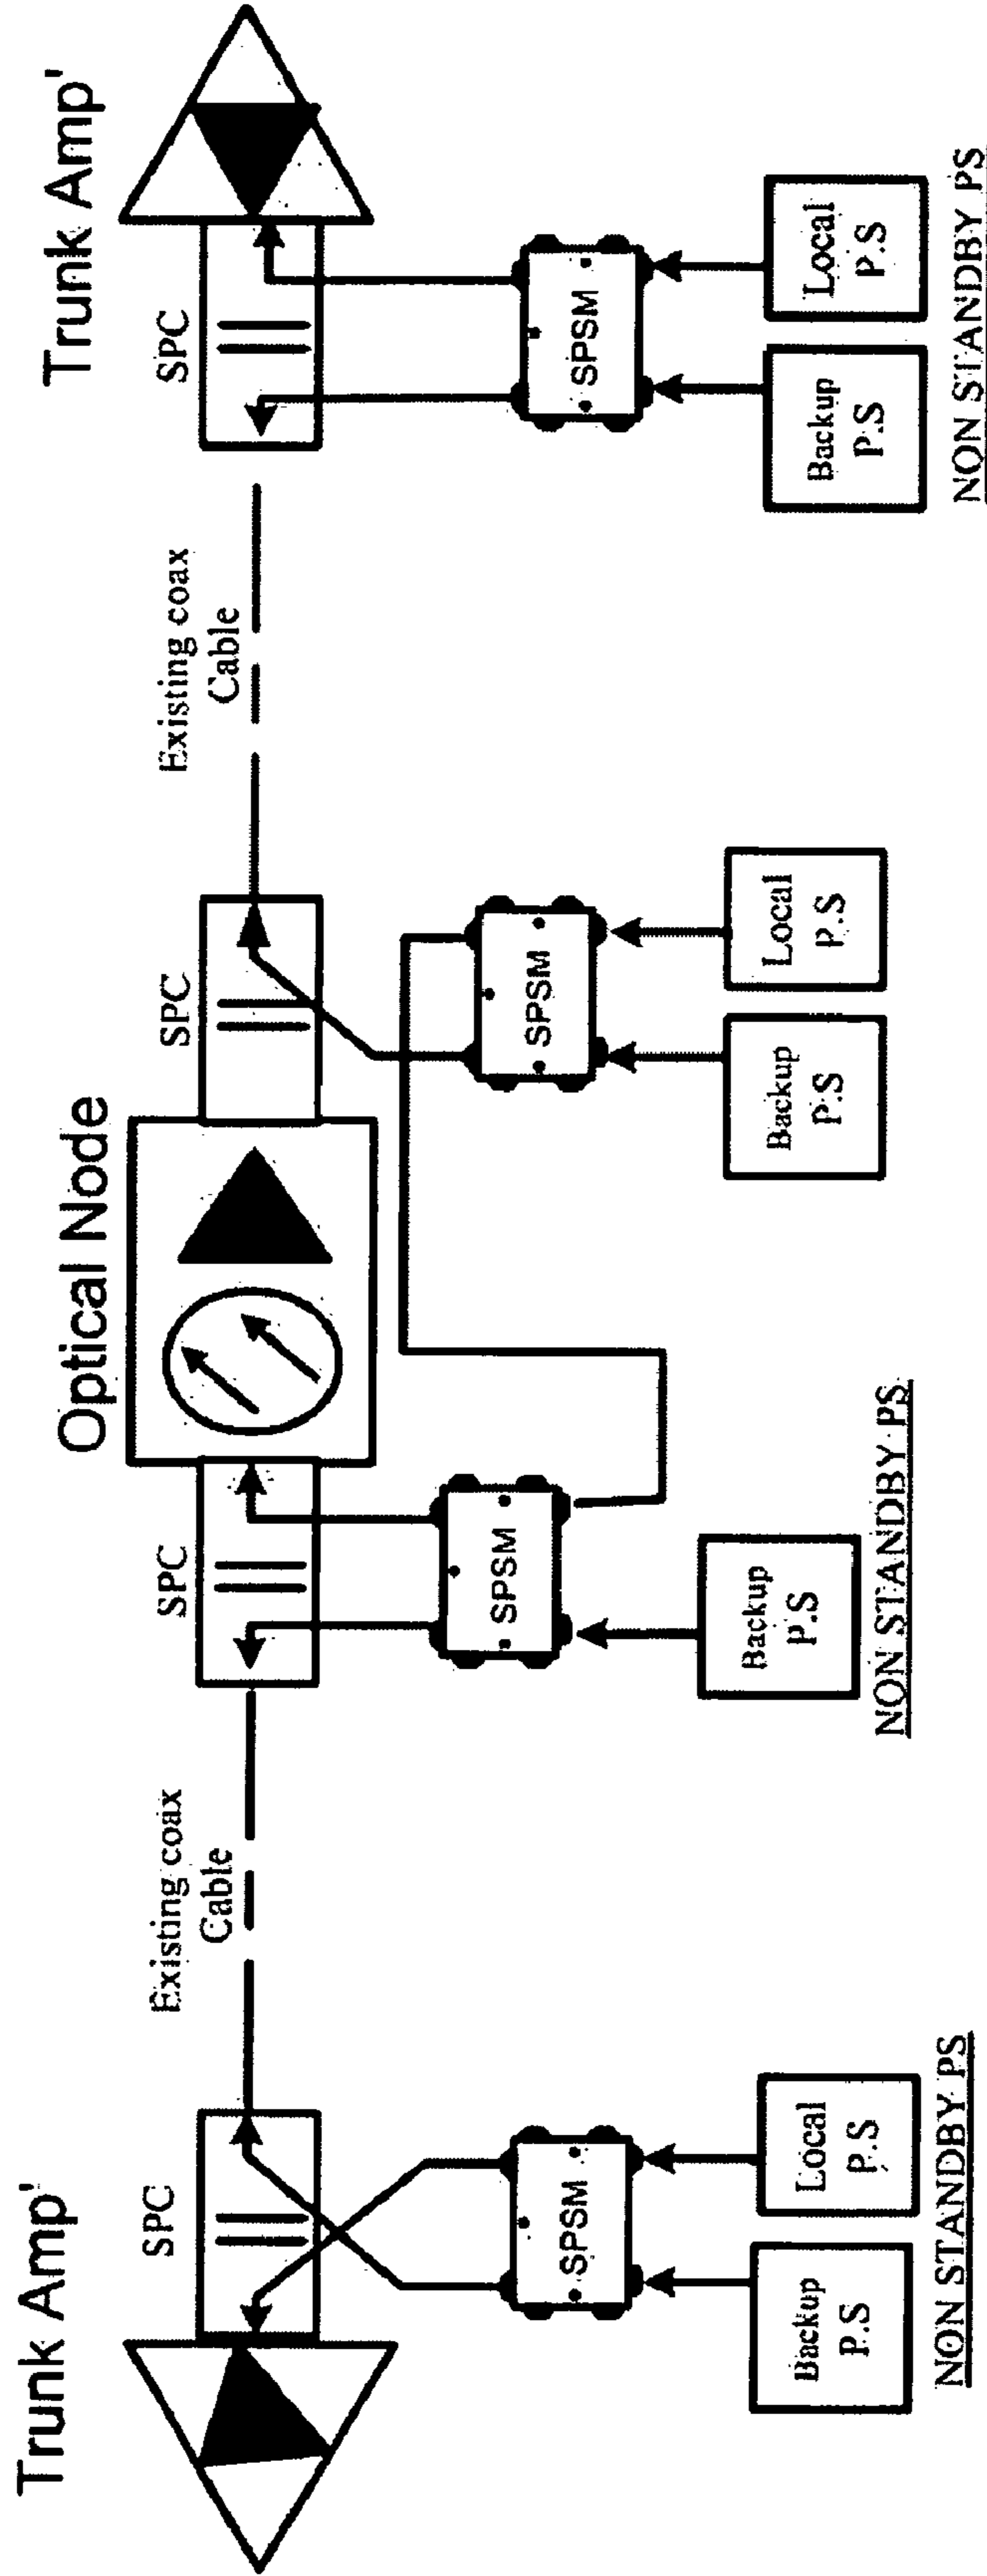 Trunk Amp'
Optical Node
Trunk Amp'
SPC
Existing coax
Cable
SPC
SPC
Existing coax
Cable
SPC
SPSM
SPSM
SPSM
SPSM
Backup
P.S
Local
P.S
Backup
P.S
Backup
P.S
Local
P.S
Backup
P.S
Local
P.S
NON STANDBY PS
NON STANDBY PS
NON STANDBY PS